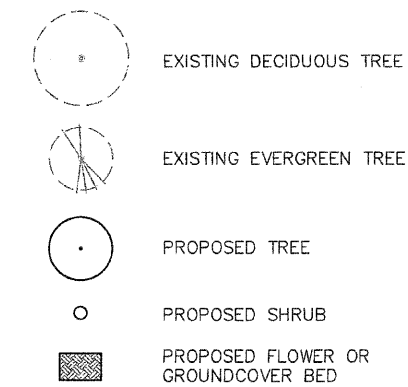 EXISTING DECIDUOUS TREE
EXISTING EVERGREEN TREE
PROPOSED TREE
PROPOSED SHRUB
PROPOSED FLOWER OR
GROUNDCOVER BED